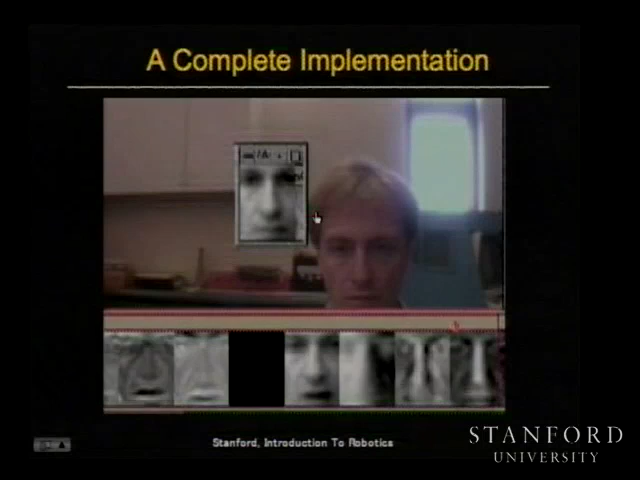 A Complete Implementation
Stanford, Introduction To Robotics
STANFORD
UNIVERSITY